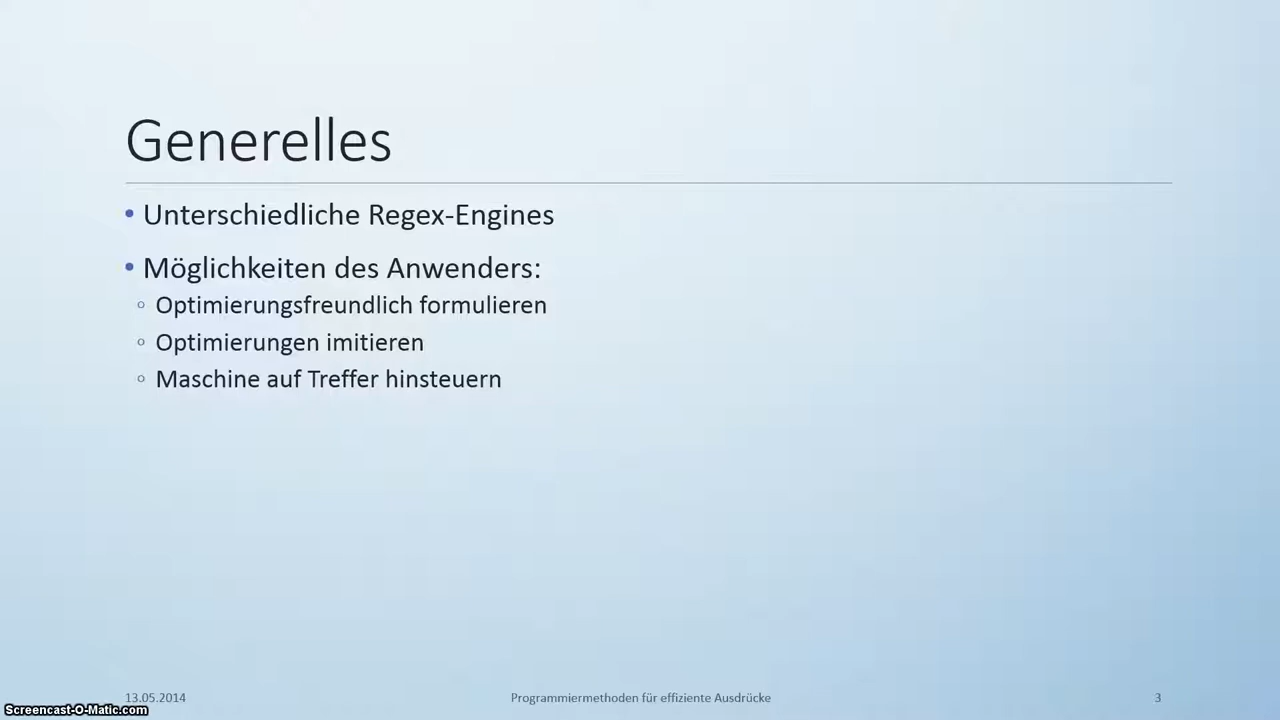 Generelles
• Unterschiedliche Regex-Engines
• Möglichkeiten des Anwenders:
◦ Optimierungsfreundlich formulieren
◦ Optimierungen imitieren
◦ Maschine auf Treffer hinsteuern
13.05.2014 Programmiermethoden für effiziente Ausdrücke 3
Screencast-O-Matic.com